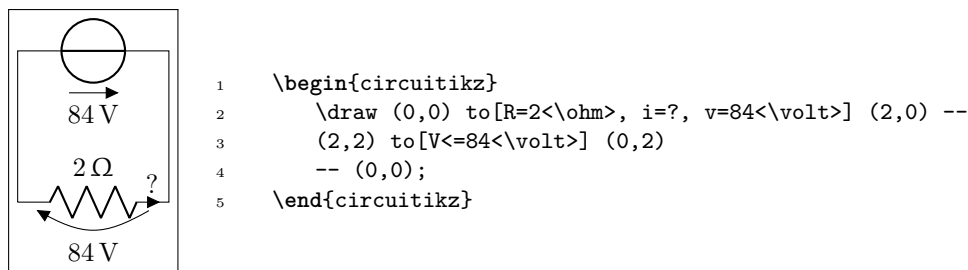 84 V
2 Ω
?
84 V
1 \begin{circuitikz}
2 \draw (0,0) to[R=2<\ohm>, i=?, v=84<\volt>] (2,0) --
3 (2,2) to[V<=84<\volt>] (0,2)
4 -- (0,0);
5 \end{circuitikz}